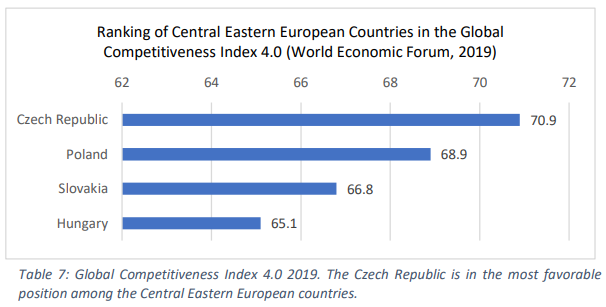 Ranking of Central Eastern European Countries in the Global
Competitiveness Index 4.0 (World Economic Forum, 2019)
62 64 66 68 70 72
Czech Republic 70.9
Poland 68.9
Slovakia 66.8
Hungary 65.1
Table 7: Global Competitiveness Index 4.0 2019. The Czech Republic is in the most favorable
position among the Central Eastern European countries.